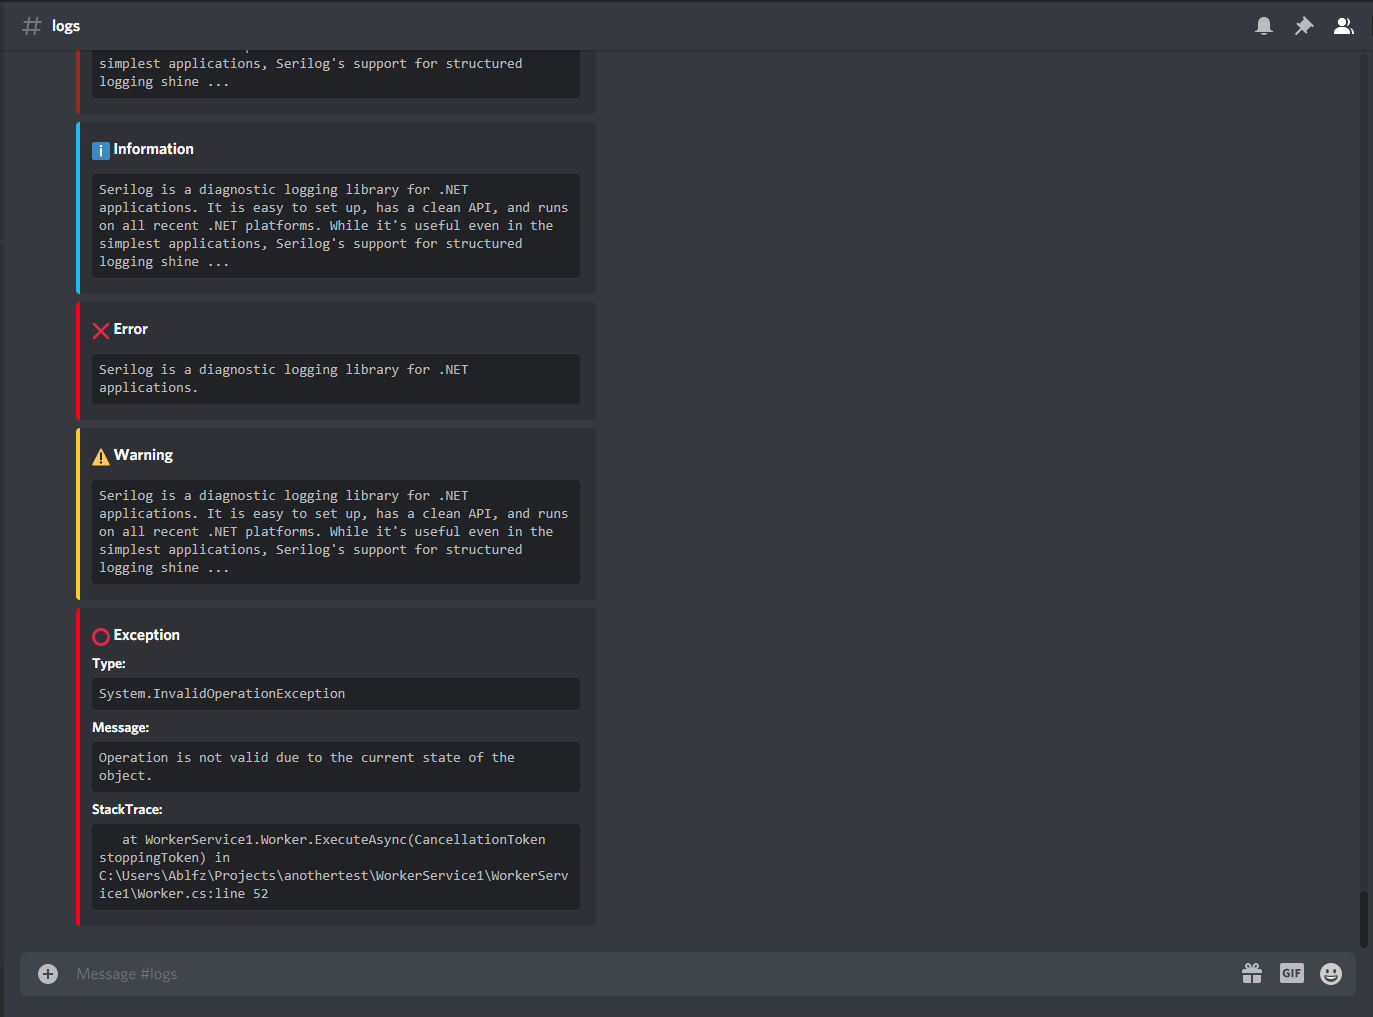 logs
simplest applications, Serilog's support for structured
logging shine ...
Information
Serilog is a diagnostic logging library for .NET
applications. It is easy to set up, has a clean API, and runs
on all recent .NET platforms. While it's useful even in the
simplest applications, Serilog's support for structured
logging shine ...
Error
Serilog is a diagnostic logging library for .NET
applications.
Warning
Serilog is a diagnostic logging library for .NET
applications. It is easy to set up, has a clean API, and runs
on all recent .NET platforms. While it's useful even in the
simplest applications, Serilog's support for structured
logging shine ...
Exception
Type:
System.InvalidOperationException
Message:
Operation is not valid due to the current state of the
object.
StackTrace:
   at WorkerService1.Worker.ExecuteAsync(CancellationToken
stoppingToken) in
C:\Users\Ablfz\Projects\anothertest\WorkerService1\WorkerServ
ice1\Worker.cs:line 52
Message #logs
GIF